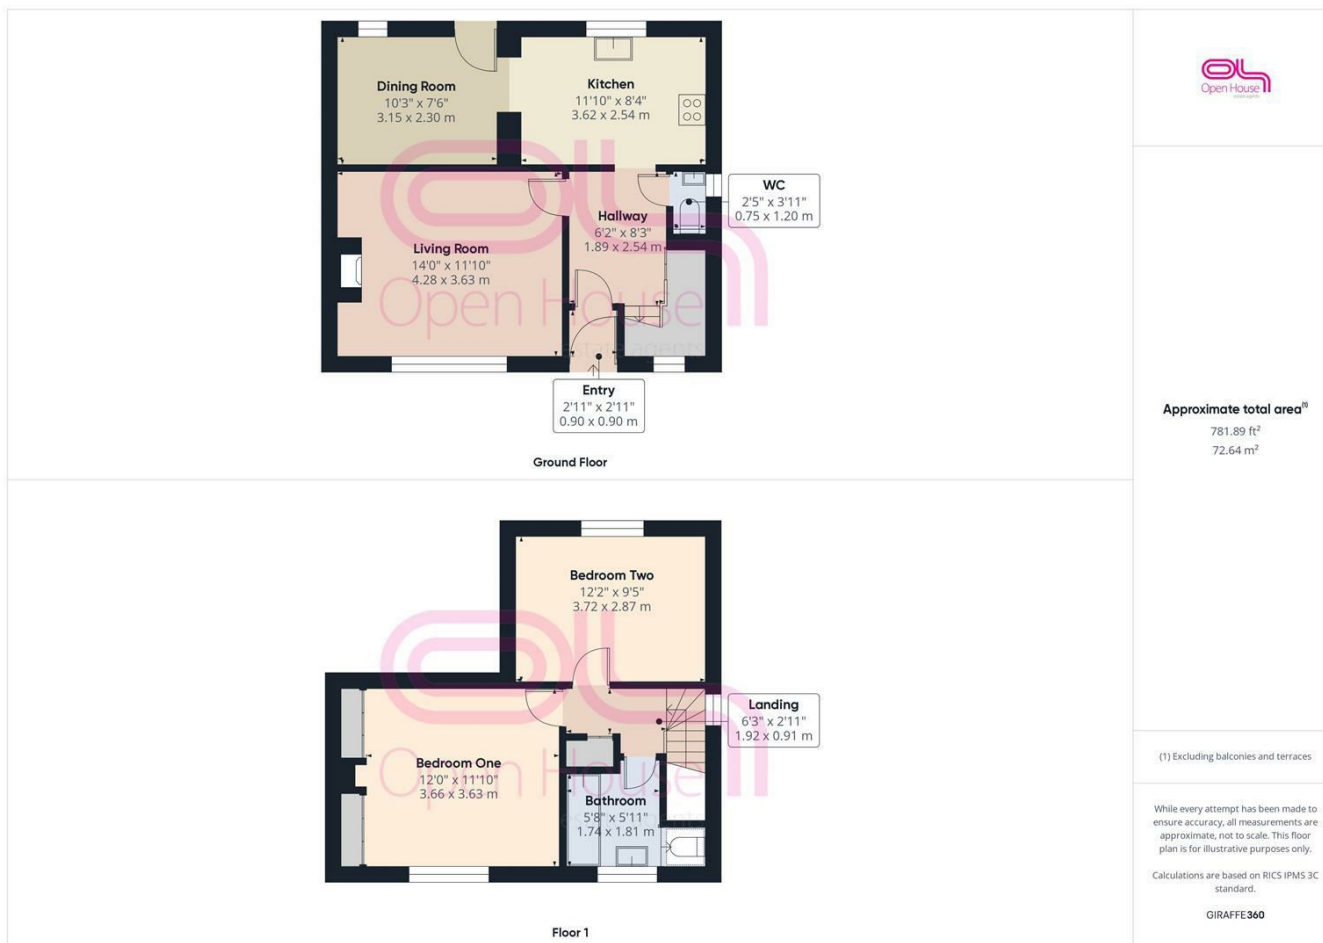 Dining Room
10'3" x 7'6"
3.15 x 2.30 m
Kitchen
11'10" x 8'4"
3.62 x 2.54 m
WC
2'5" x 3'11"
0.75 x 1.20 m
Hallway
6'2" x 8'3"
1.89 x 2.54 m
Living Room
14'0" x 11'10"
4.28 x 3.63 m
Open House
estate agents
Entry
2'11" x 2'11"
0.90 x 0.90 m
Ground Floor
Bedroom Two
12'2" x 9'5"
3.72 x 2.87 m
Landing
6'3" x 2'11"
1.92 x 0.91 m
Bedroom One
12'0" x 11'10"
3.66 x 3.63 m
Open House
estate agents
Bathroom
5'8" x 5'11"
1.74 x 1.81 m
Floor 1
Open House
estate agents
Approximate total area(1)
781.89 ft²
72.64 m²
(1) Excluding balconies and terraces
While every attempt has been made to
ensure accuracy, all measurements are
approximate, not to scale. This floor
plan is for illustrative purposes only.
Calculations are based on RICS IPMS 3C
standard.
GIRAFFE360